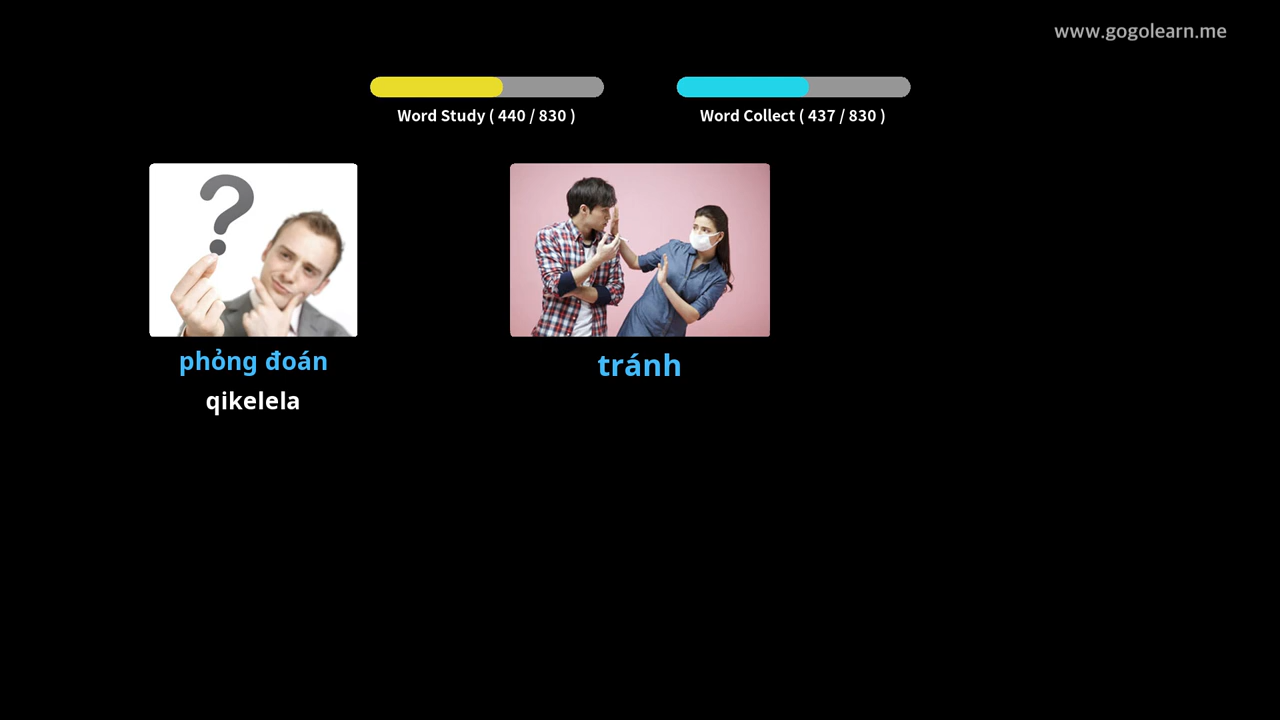 www.gogolearn.me
Word Study ( 440 / 830 )
Word Collect ( 437 / 830 )
phỏng đoán
qikelela
tránh